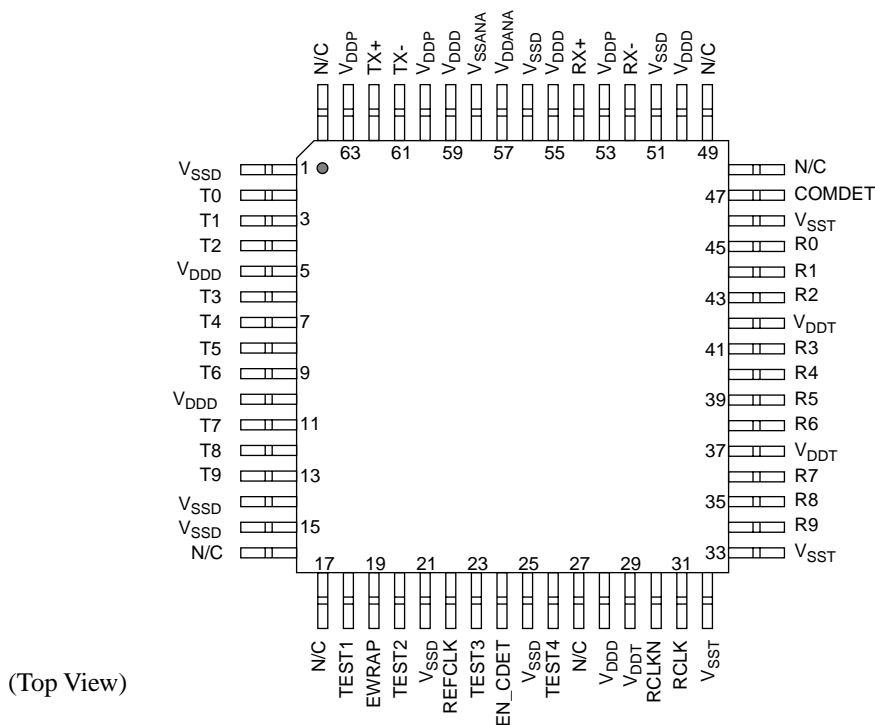 N/C VDDP TX+ TX- VDDP VDDD VSSANA VDDANA VSSD VDDD RX+ VDDP RX- VSSD VDDD N/C
63 61 59 57 55 53 51 49
VSSD 1 N/C
T0 47 COMDET
T1 3 VSST
T2 45 R0
VDDD 5 R1
T3 43 R2
T4 7 VDDT
T5 41 R3
T6 9 R4
VDDD 39 R5
T7 11 R6
T8 37 VDDT
T9 13 R7
VSSD 35 R8
VSSD 15 R9
N/C 33 VSST
17 19 21 23 25 27 29 31
N/C TEST1 EWRAP TEST2 VSSD REFCLK TEST3 EN_CDET VSSD TEST4 N/C VDDD VDDT RCLKN RCLK VSST
(Top View)